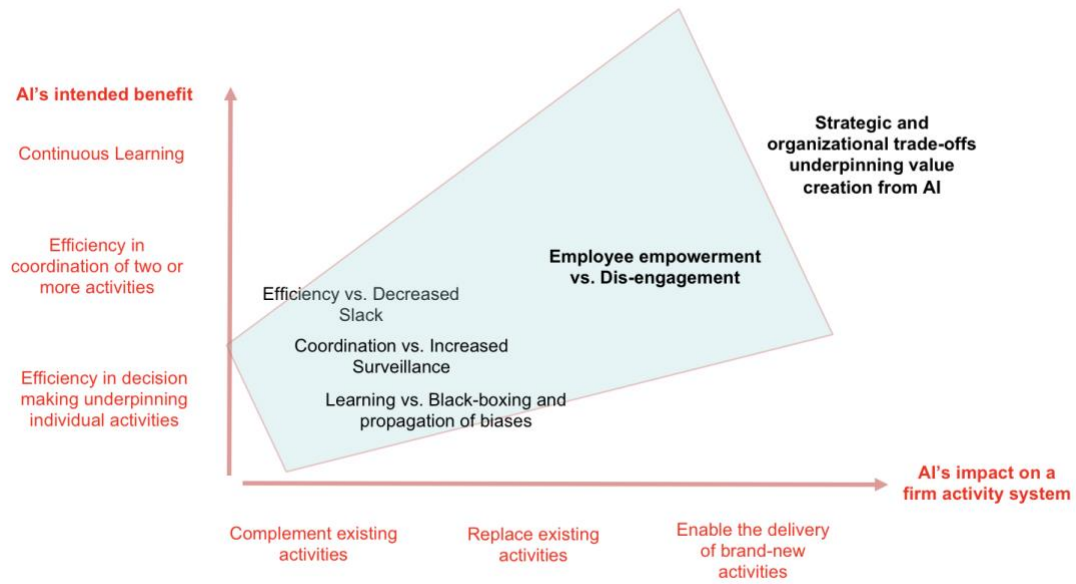 AI's intended benefit
Continuous Learning
Efficiency in
coordination of two or
more activities
Efficiency in decision
making underpinning
individual activities
Strategic and
organizational trade-offs
underpinning value
creation from AI
Employee empowerment
vs. Dis-engagement
Efficiency vs. Decreased
Slack
Coordination vs. Increased
Surveillance
Learning vs. Black-boxing and
propagation of biases
AI's impact on a
firm activity system
Complement existing
activities
Replace existing
activities
Enable the delivery
of brand-new
activities